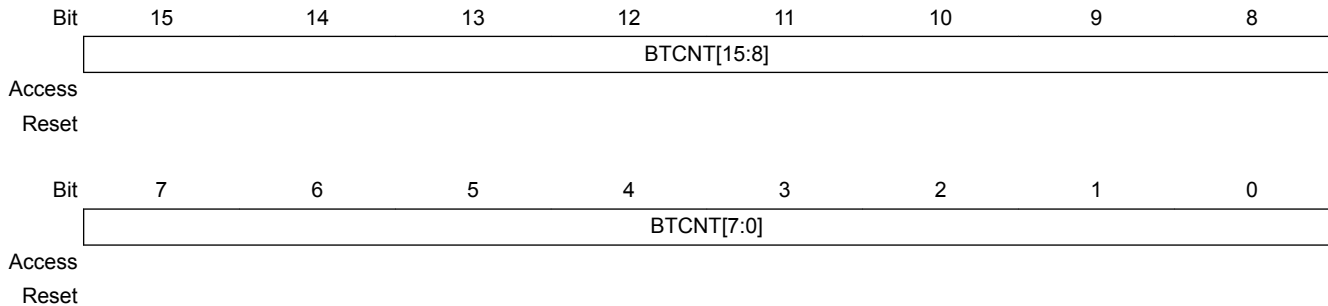 Bit 15 14 13 12 11 10 9 8
BTCNT[15:8]
Access
Reset
Bit 7 6 5 4 3 2 1 0
BTCNT[7:0]
Access
Reset